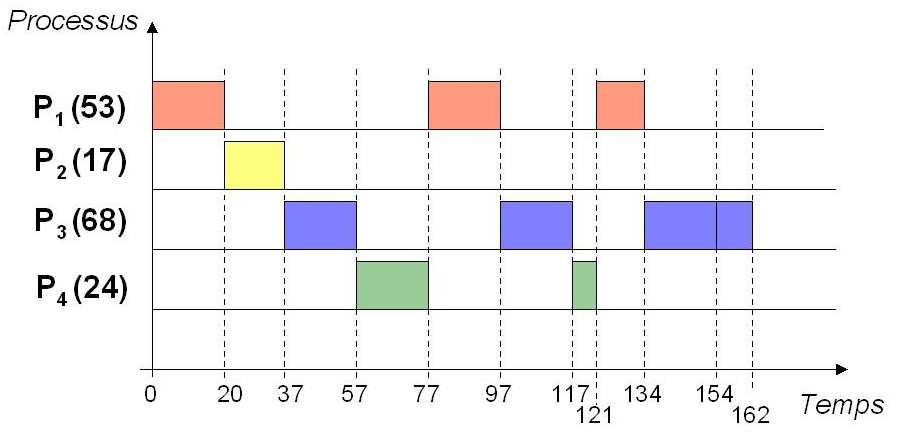 Processus
P1 (53)
P2 (17)
P3 (68)
P4 (24)
0 20 37 57 77 97 117 134 154
121 162 Temps